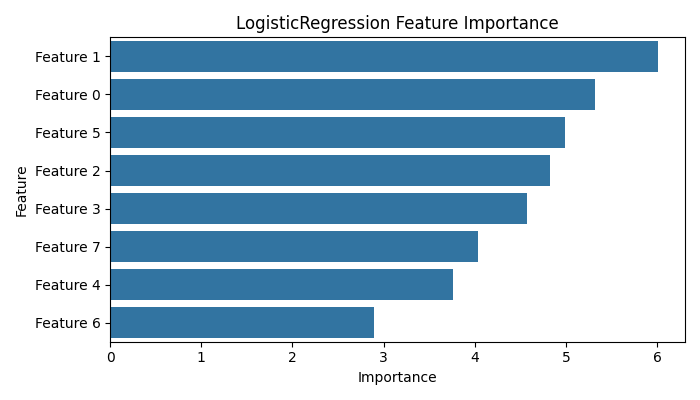 LogisticRegression Feature Importance
Feature 1
Feature 0
Feature 5
Feature 2
Feature 3
Feature 7
Feature 4
Feature 6
Feature
0 1 2 3 4 5 6
Importance